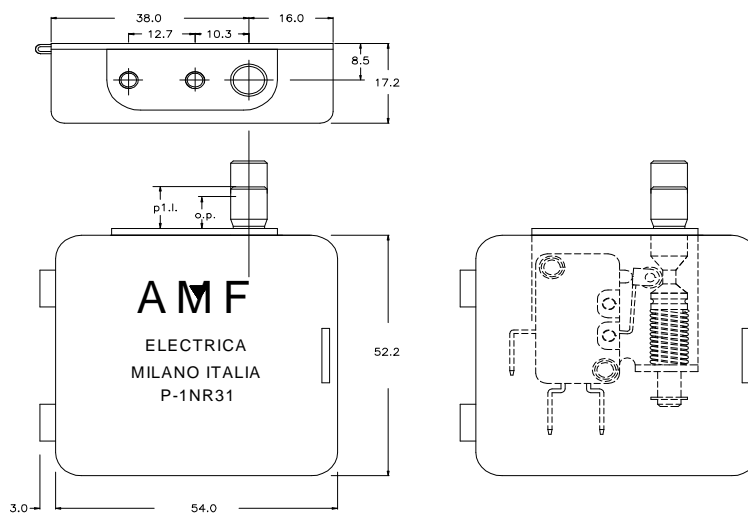 38.0 16.0
12.7 10.3
8.5
17.2
p1.l.
o.p.
AMF
ELECTRICA
MILANO ITALIA
P-1NR31
52.2
3.0 54.0